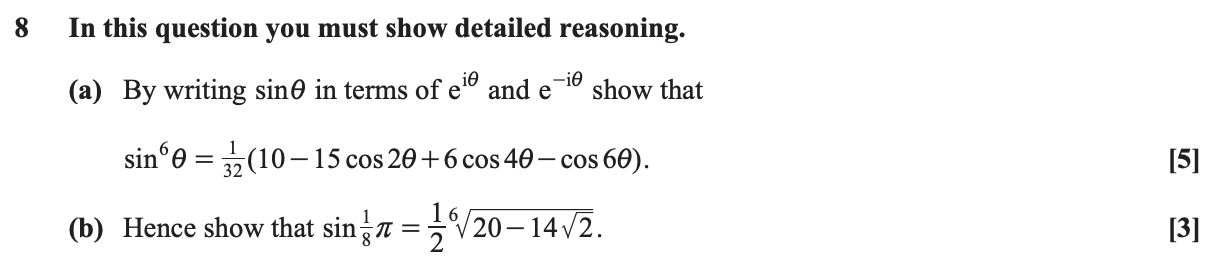 8 In this question you must show detailed reasoning.
(a) By writing sinθ in terms of e^{iθ} and e^{−iθ} show that
sin⁶θ = 1/32(10 − 15 cos 2θ + 6 cos 4θ − cos 6θ). [5]
(b) Hence show that sin 1/8 π = 1/2 ⁶√(20 − 14√2). [3]